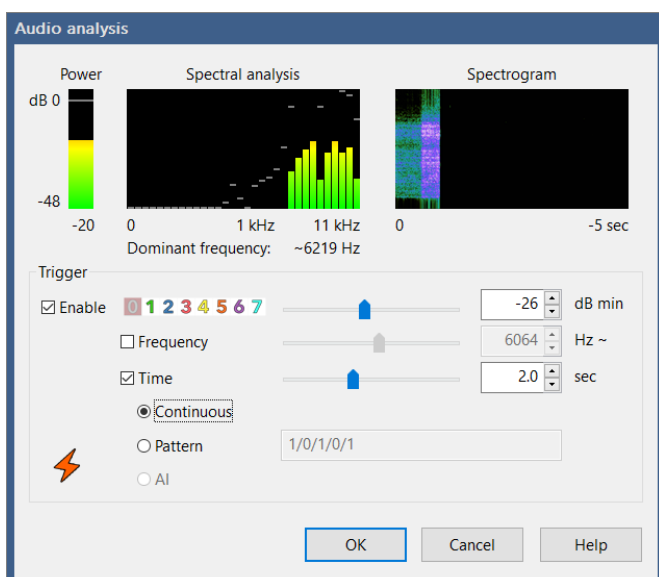 Audio analysis
Power Spectral analysis Spectrogram
dB 0
-48
-20 0 1 kHz 11 kHz 0 -5 sec
Dominant frequency: ~6219 Hz
Trigger
Enable 0 1 2 3 4 5 6 7 -26 dB min
Frequency 6064 Hz ~
Time 2.0 sec
Continuous
Pattern 1/0/1/0/1
AI
OK Cancel Help